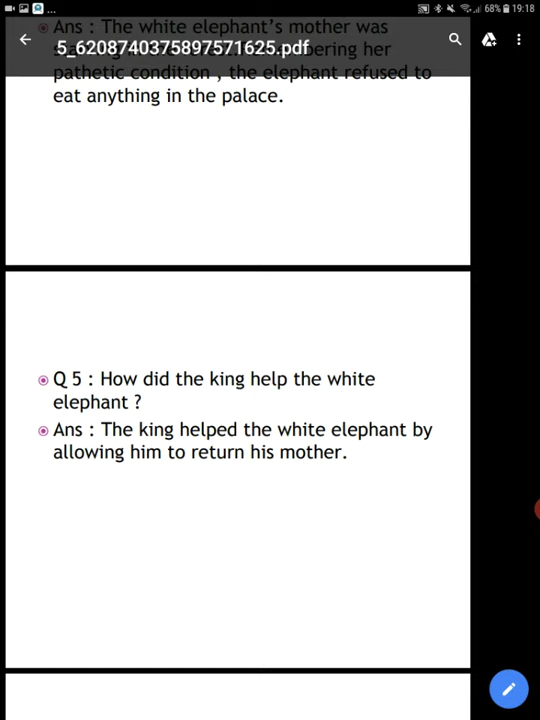 68% 19:18
Ans : The white elephant's mother was
5_6208740375897571625.pdf
bering her
pathetic condition , the elephant refused to
eat anything in the palace.
Q 5 : How did the king help the white
elephant ?
Ans : The king helped the white elephant by
allowing him to return his mother.